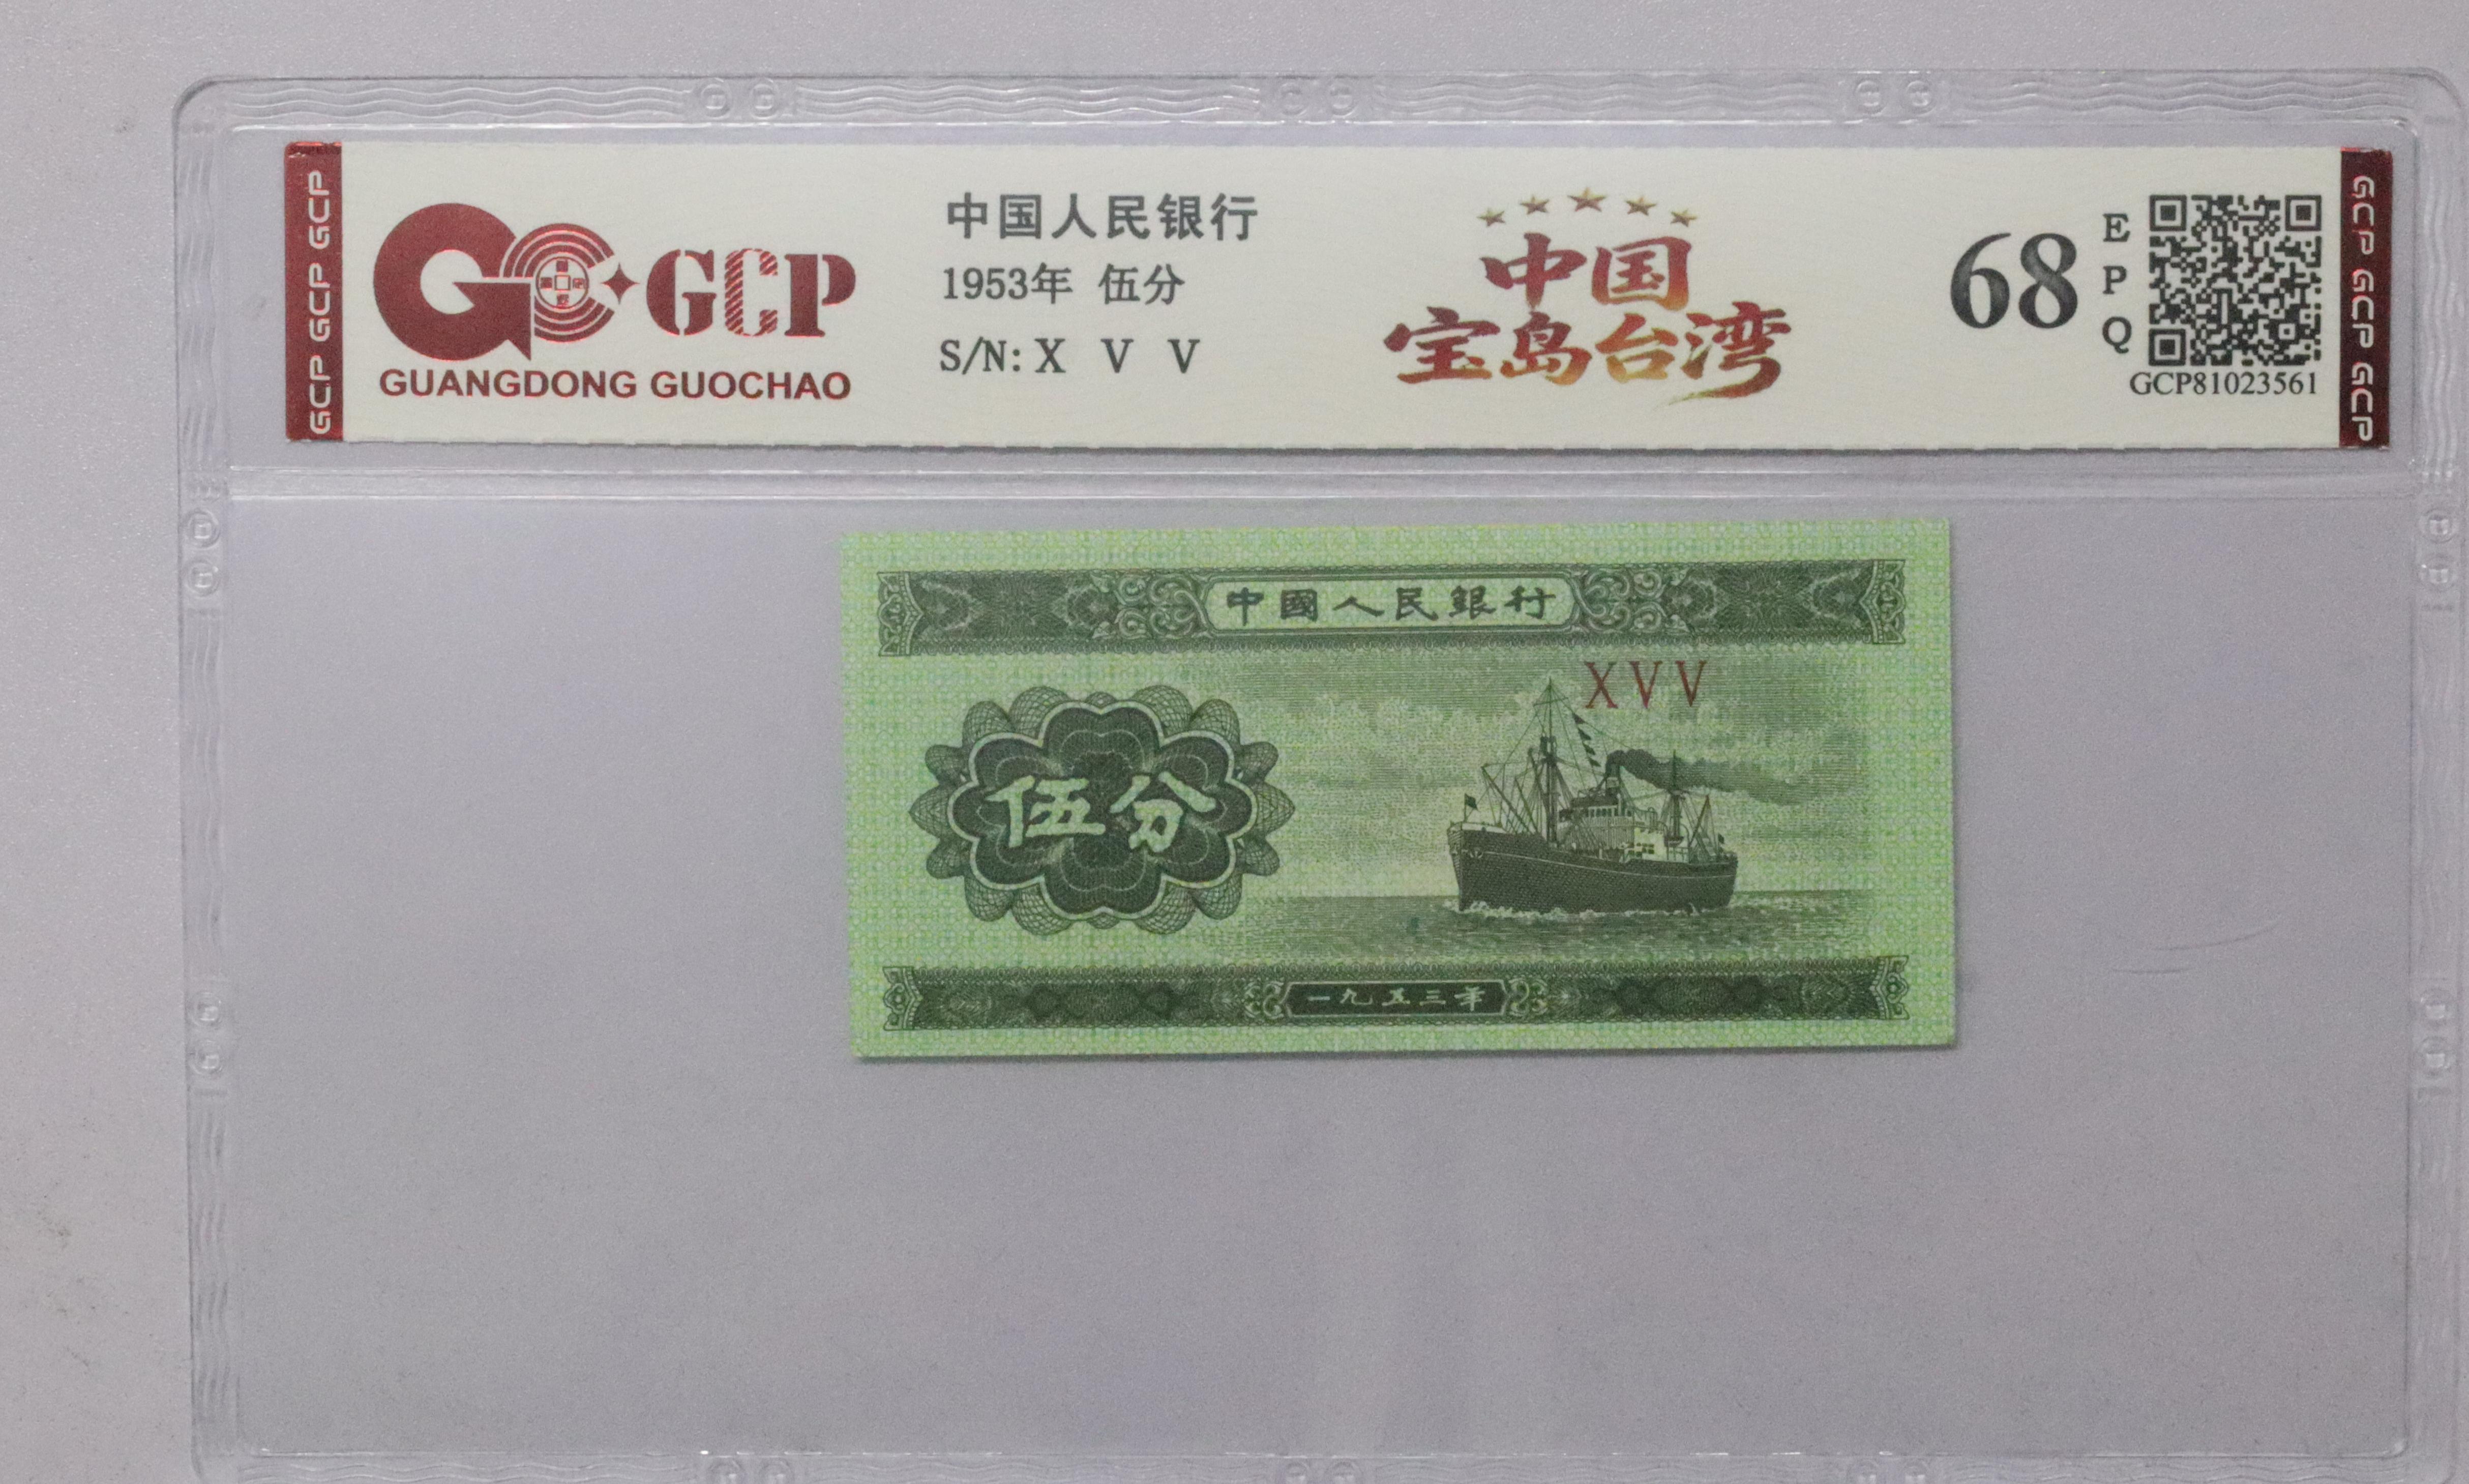 GCP GCP GCP
GCP
GUANGDONG GUOCHAO
中国人民银行
1953年 伍分
S/N: X V V
中国
宝岛台湾
68
E
P
Q
GCP81023561
GCP GCP GCP
中國人民銀行
XVV
伍分
一九五三年